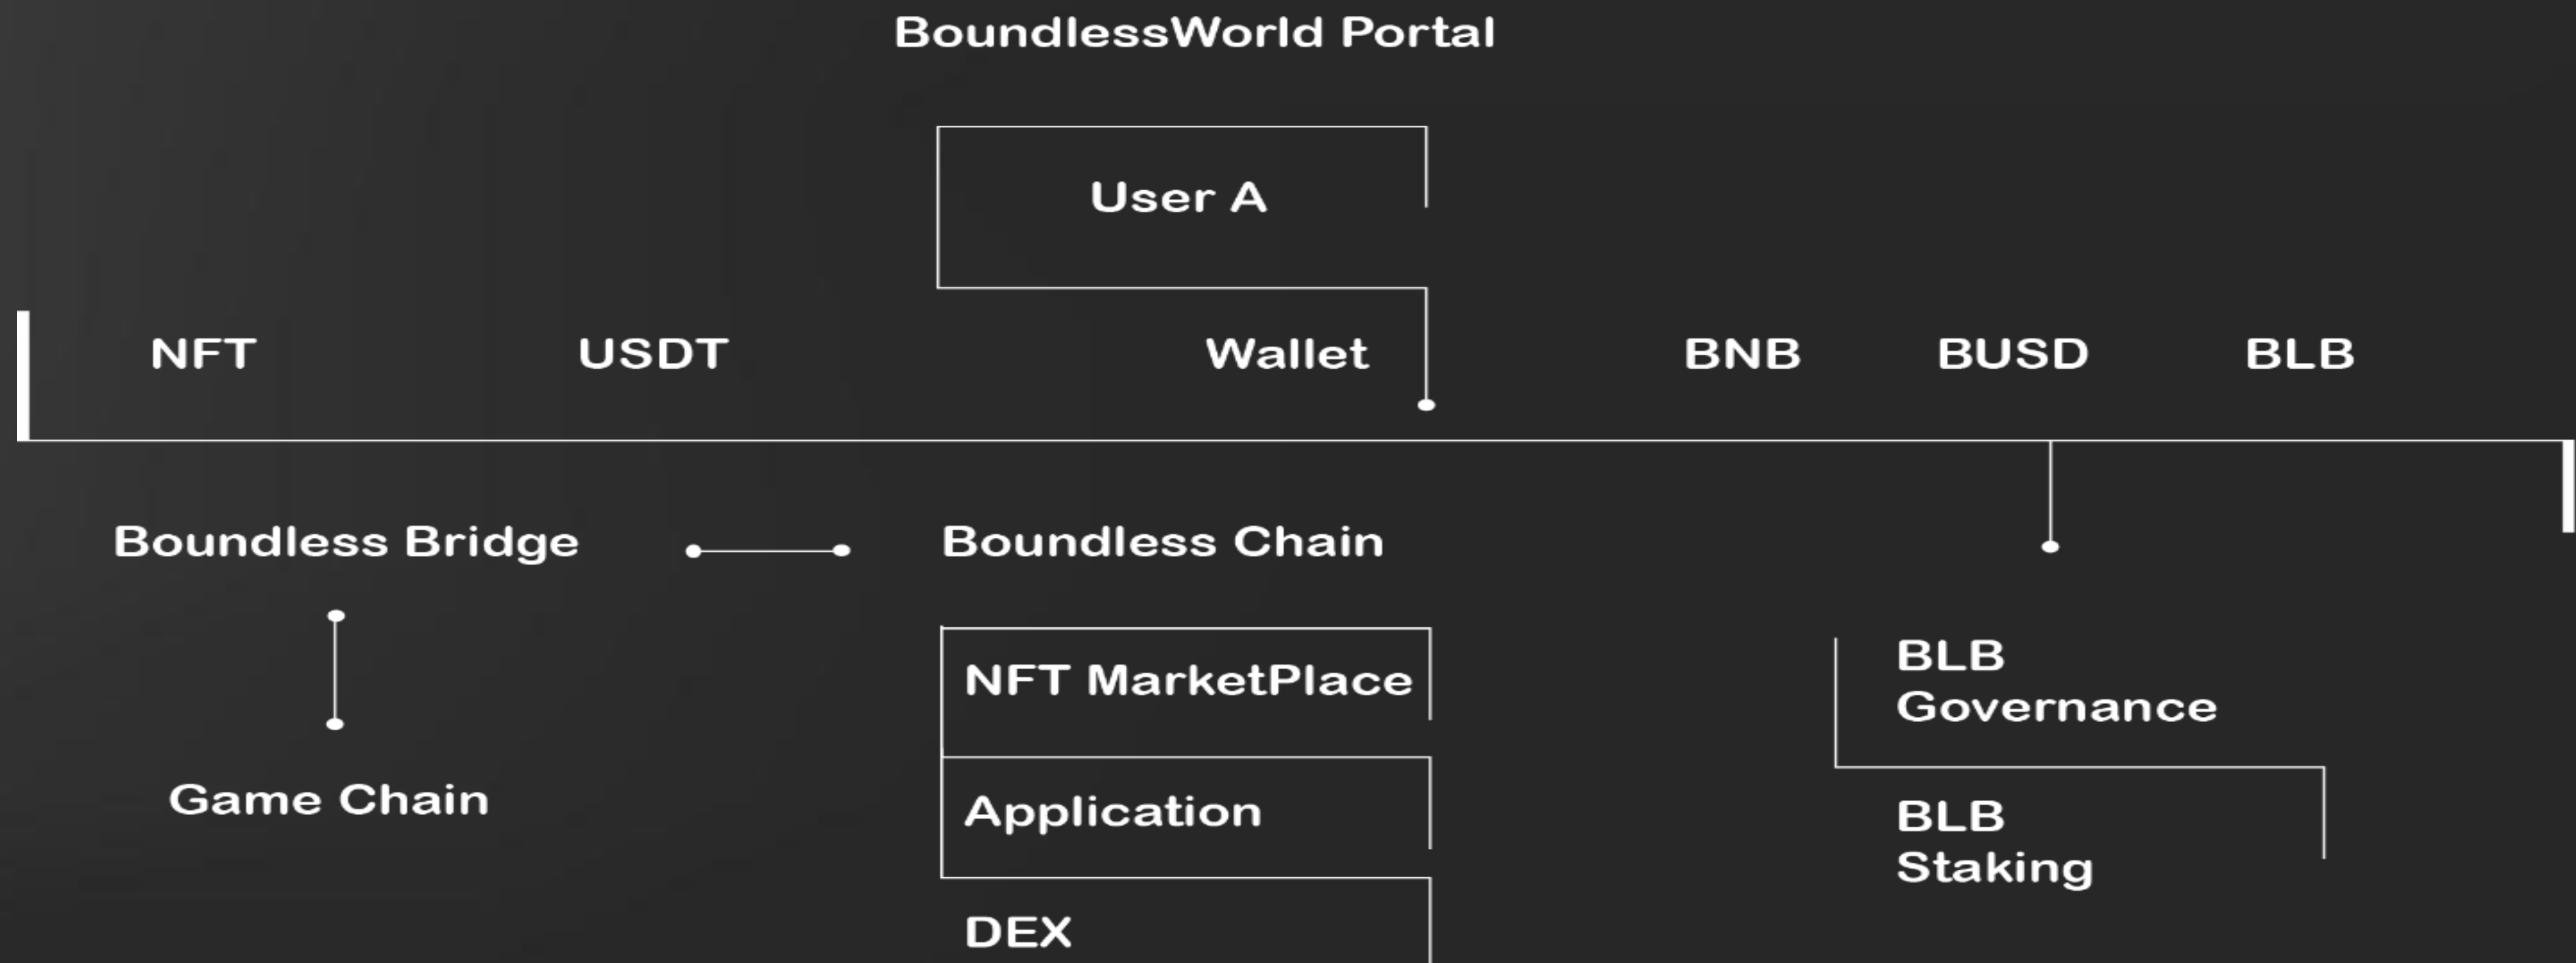 BoundlessWorld Portal
User A
NFT USDT Wallet BNB BUSD BLB
Boundless Bridge Boundless Chain
NFT MarketPlace
Application
DEX
Game Chain
BLB
Governance
BLB
Staking